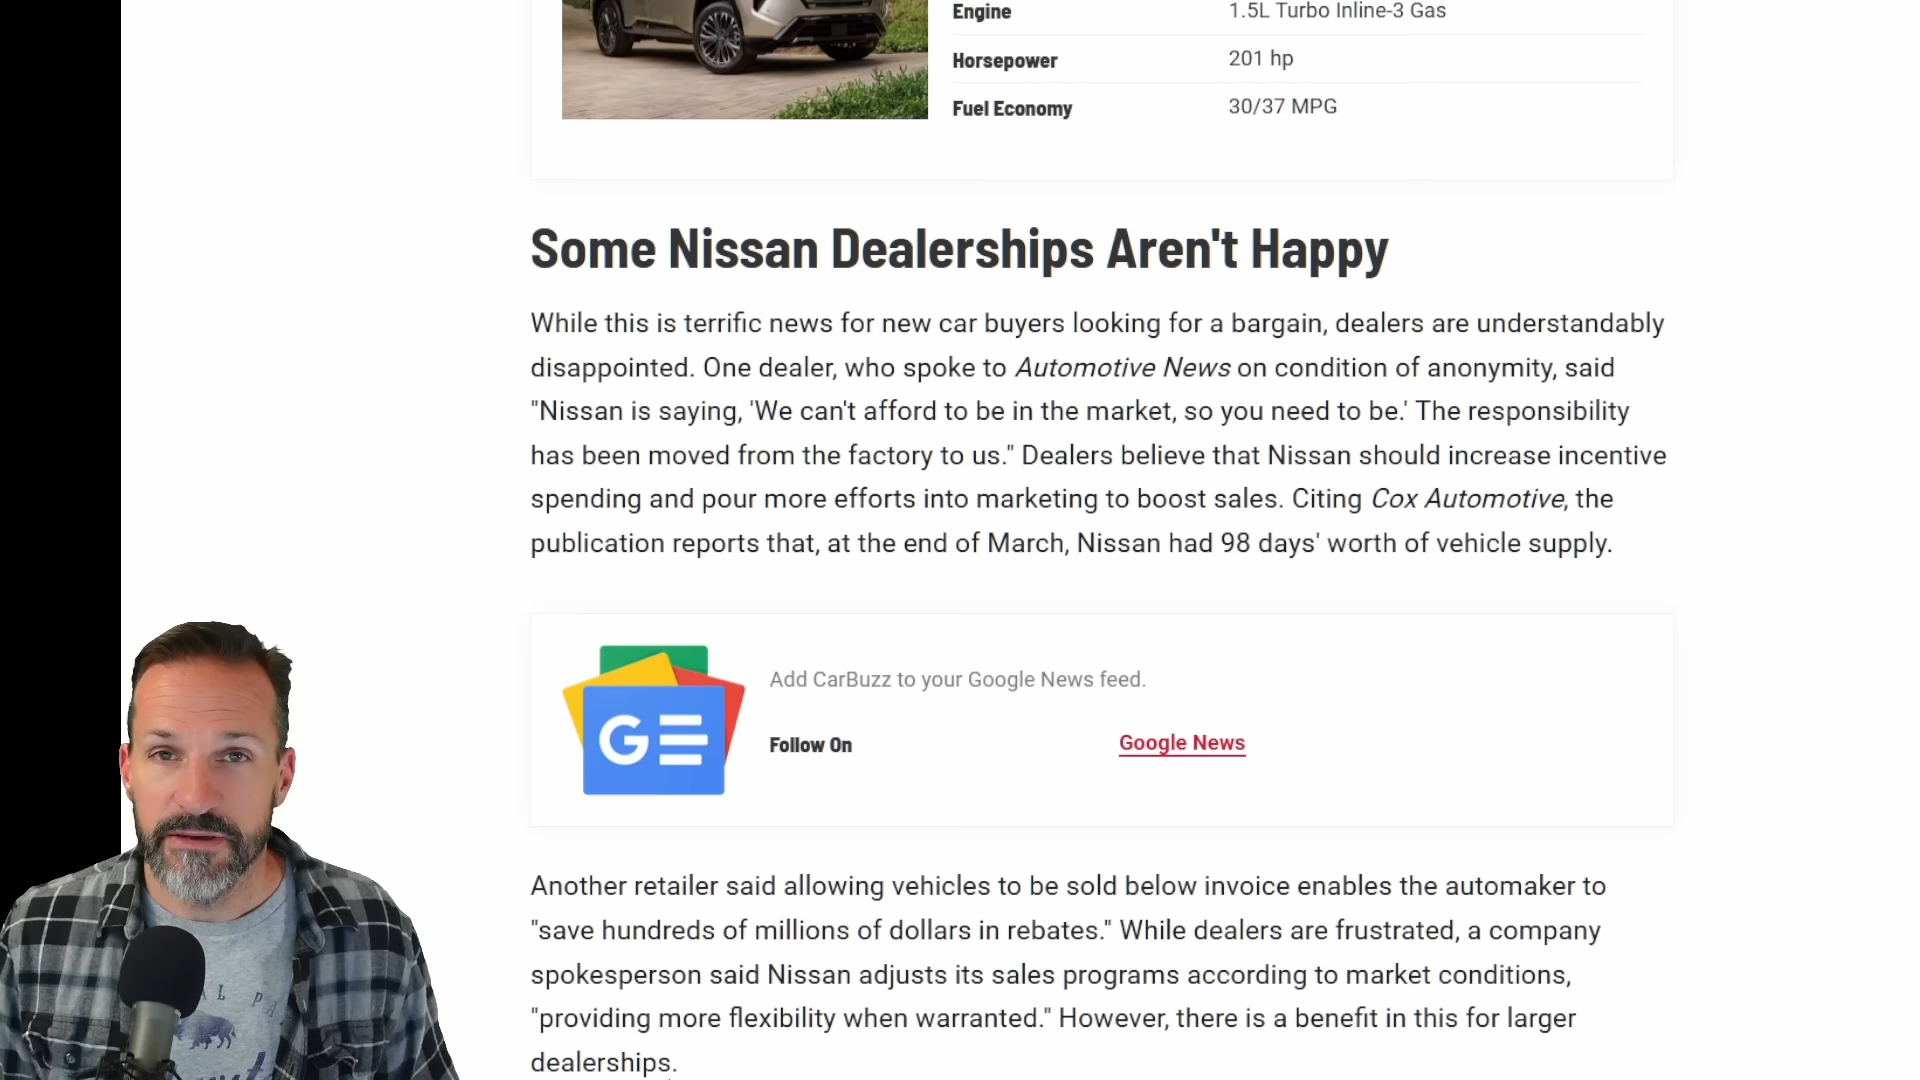 Engine 1.5L Turbo Inline-3 Gas
Horsepower 201 hp
Fuel Economy 30/37 MPG
Some Nissan Dealerships Aren't Happy
While this is terrific news for new car buyers looking for a bargain, dealers are understandably
disappointed. One dealer, who spoke to Automotive News on condition of anonymity, said
"Nissan is saying, 'We can't afford to be in the market, so you need to be.' The responsibility
has been moved from the factory to us." Dealers believe that Nissan should increase incentive
spending and pour more efforts into marketing to boost sales. Citing Cox Automotive, the
publication reports that, at the end of March, Nissan had 98 days' worth of vehicle supply.
GE
Add CarBuzz to your Google News feed.
Follow On Google News
Another retailer said allowing vehicles to be sold below invoice enables the automaker to
"save hundreds of millions of dollars in rebates." While dealers are frustrated, a company
spokesperson said Nissan adjusts its sales programs according to market conditions,
"providing more flexibility when warranted." However, there is a benefit in this for larger
dealerships.